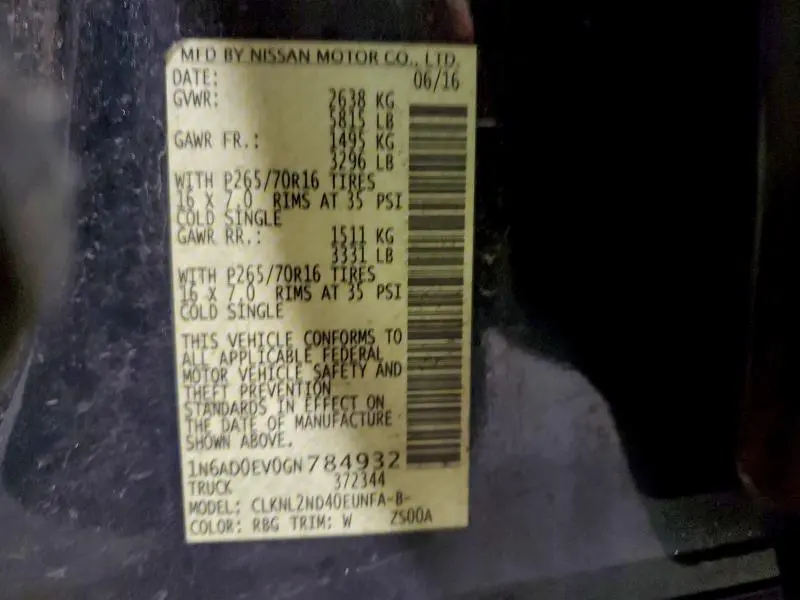 MFD BY NISSAN MOTOR CO., LTD.
DATE: 06/16
GVWR: 2638 KG
5815 LB
GAWR FR.: 1495 KG
3296 LB
WITH P265/70R16 TIRES
16 X 7.0 RIMS AT 35 PSI
COLD SINGLE
GAWR RR.: 1511 KG
3331 LB
WITH P265/70R16 TIRES
16 X 7.0 RIMS AT 35 PSI
COLD SINGLE
THIS VEHICLE CONFORMS TO
ALL APPLICABLE FEDERAL
MOTOR VEHICLE SAFETY AND
THEFT PREVENTION
STANDARDS IN EFFECT ON
THE DATE OF MANUFACTURE
SHOWN ABOVE.
1N6AD0EV0GN784932
TRUCK 372344
MODEL: CLKNL2ND40EUNFA-B-
COLOR: RBG TRIM: W ZS00A